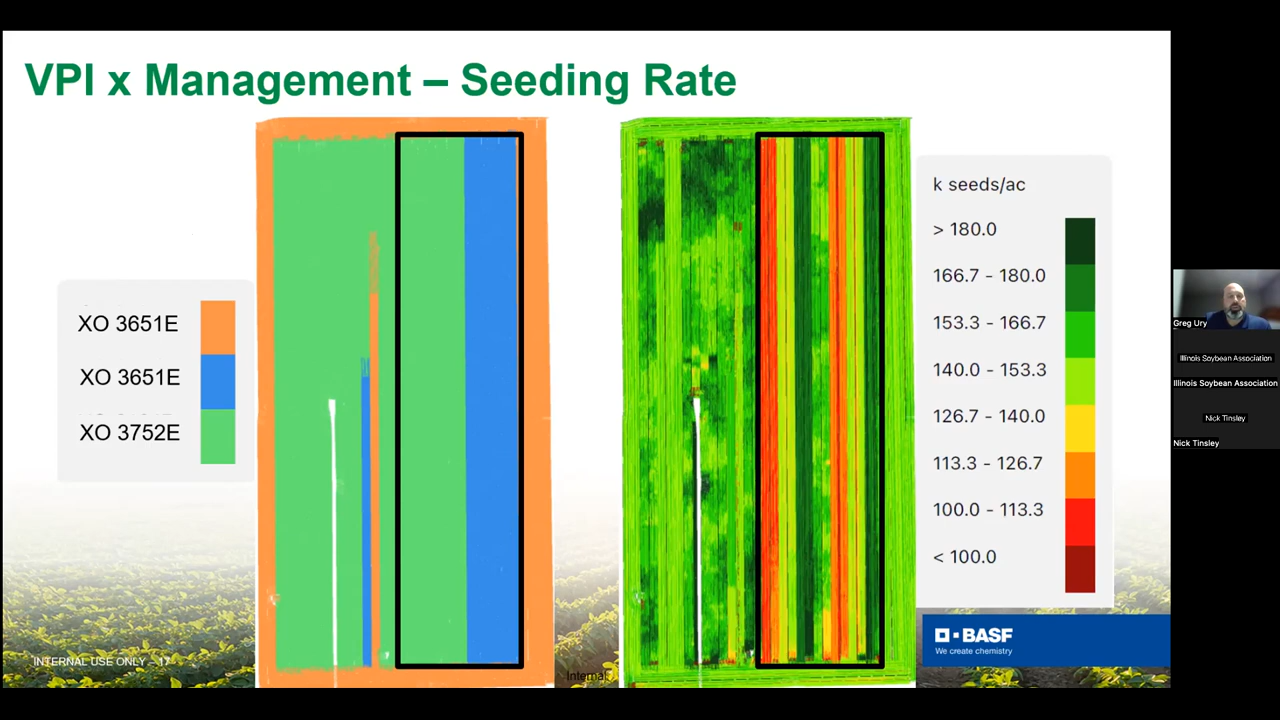 VPI x Management – Seeding Rate
XO 3651E
XO 3651E
XO 3752E
k seeds/ac
> 180.0
166.7 - 180.0
153.3 - 166.7
140.0 - 153.3
126.7 - 140.0
113.3 - 126.7
100.0 - 113.3
< 100.0
BASF
We create chemistry
INTERNAL USE ONLY - 17
Internal
Greg Ury
Illinois Soybean Association
Illinois Soybean Association
Nick Tinsley
Nick Tinsley